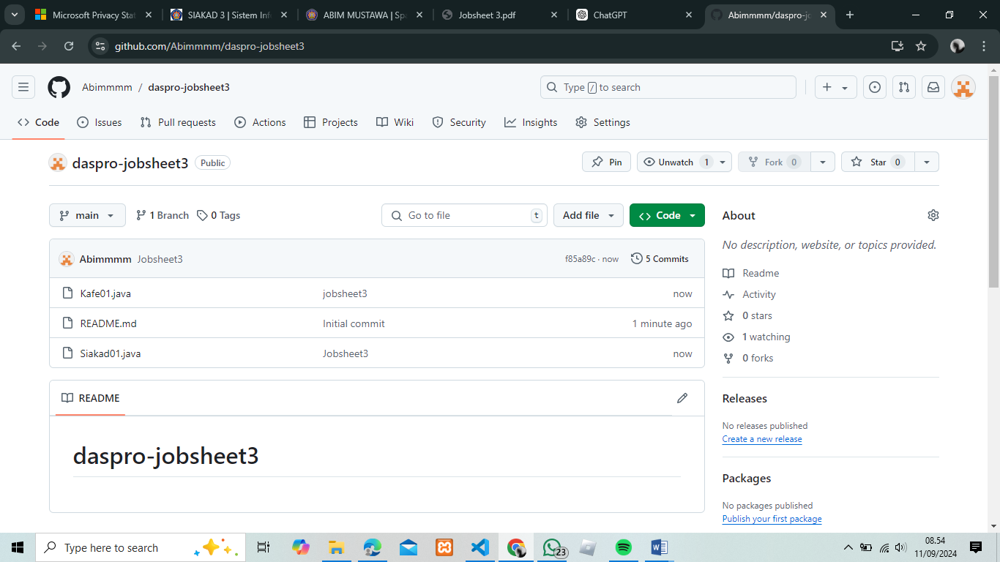 Microsoft Privacy Stat
SIAKAD 3 | Sistem Info
ABIM MUSTAWA | Spa
Jobsheet 3.pdf
ChatGPT
Abimmmm/daspro-jo
github.com/Abimmmm/daspro-jobsheet3
Abimmmm / daspro-jobsheet3
Type / to search
Code
Issues
Pull requests
Actions
Projects
Wiki
Security
Insights
Settings
daspro-jobsheet3
Public
Pin
Unwatch 1
Fork 0
Star 0
main
1 Branch
0 Tags
Go to file
t
Add file
Code
Abimmmm Jobsheet3
f85a89c · now
5 Commits
Kafe01.java
jobsheet3
now
README.md
Initial commit
1 minute ago
Siakad01.java
Jobsheet3
now
README
daspro-jobsheet3
About
No description, website, or topics provided.
Readme
Activity
0 stars
1 watching
0 forks
Releases
No releases published
Create a new release
Packages
No packages published
Publish your first package
Type here to search
23
08.54
11/09/2024